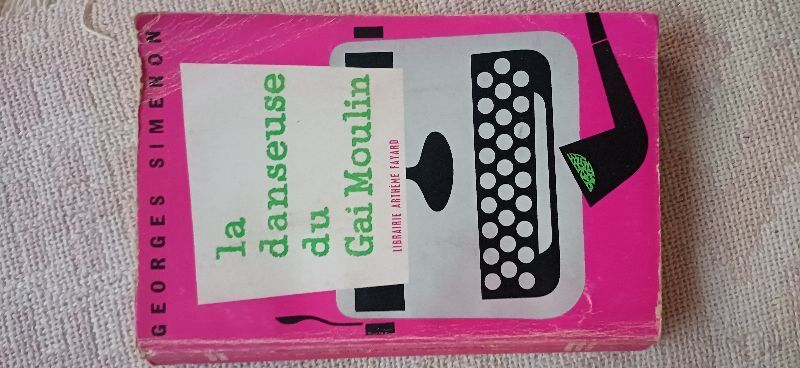 GEORGES SIMENON
la
danseuse
du
Gai Moulin
LIBRAIRIE ARTHÈME FAYARD